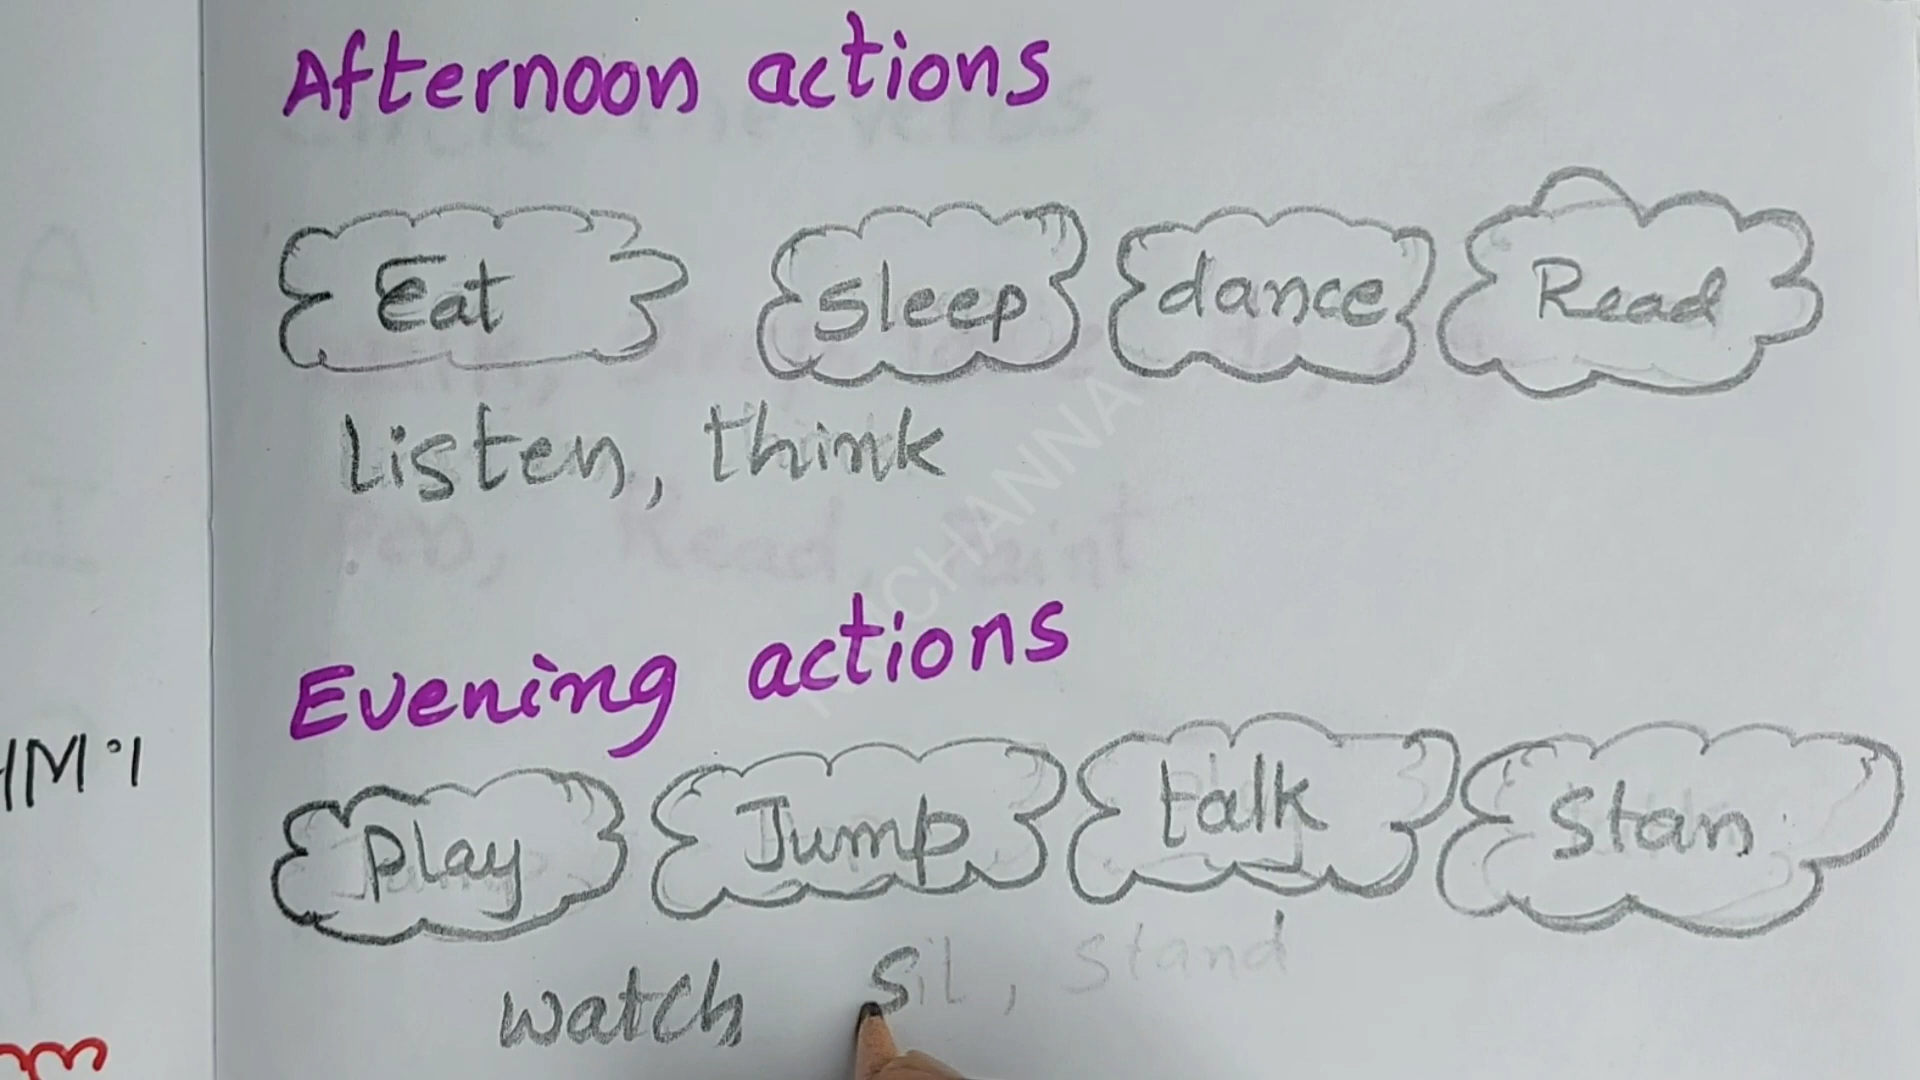 Afternoon actions
Eat Sleep dance Read
Listen, think
Evening actions
Play Jump talk Stan
watch Sit, Stand